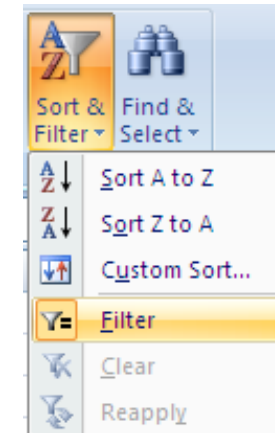 Sort & Find &
Filter Select
Sort A to Z
Sort Z to A
Custom Sort...
Filter
Clear
Reapply